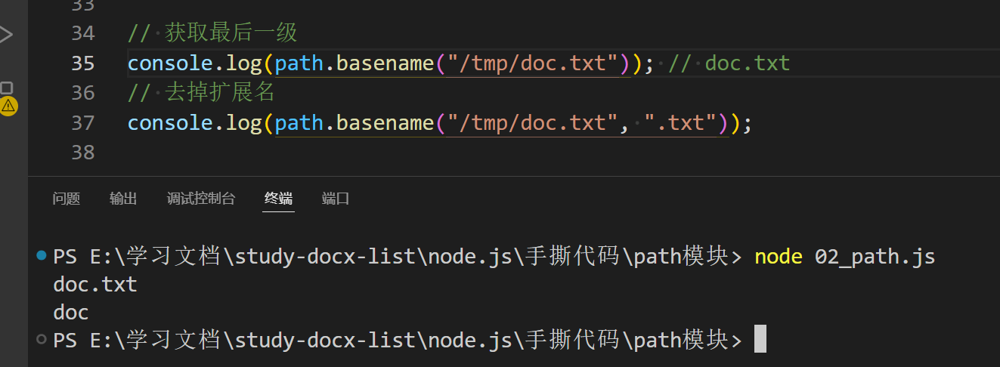 33
34 // 获取最后一级
35 console.log(path.basename("/tmp/doc.txt")); // doc.txt
36 // 去掉扩展名
37 console.log(path.basename("/tmp/doc.txt", ".txt"));
38
问题 输出 调试控制台 终端 端口
PS E:\学习文档\study-docx-list\node.js\手撕代码\path模块> node 02_path.js
doc.txt
doc
PS E:\学习文档\study-docx-list\node.js\手撕代码\path模块>